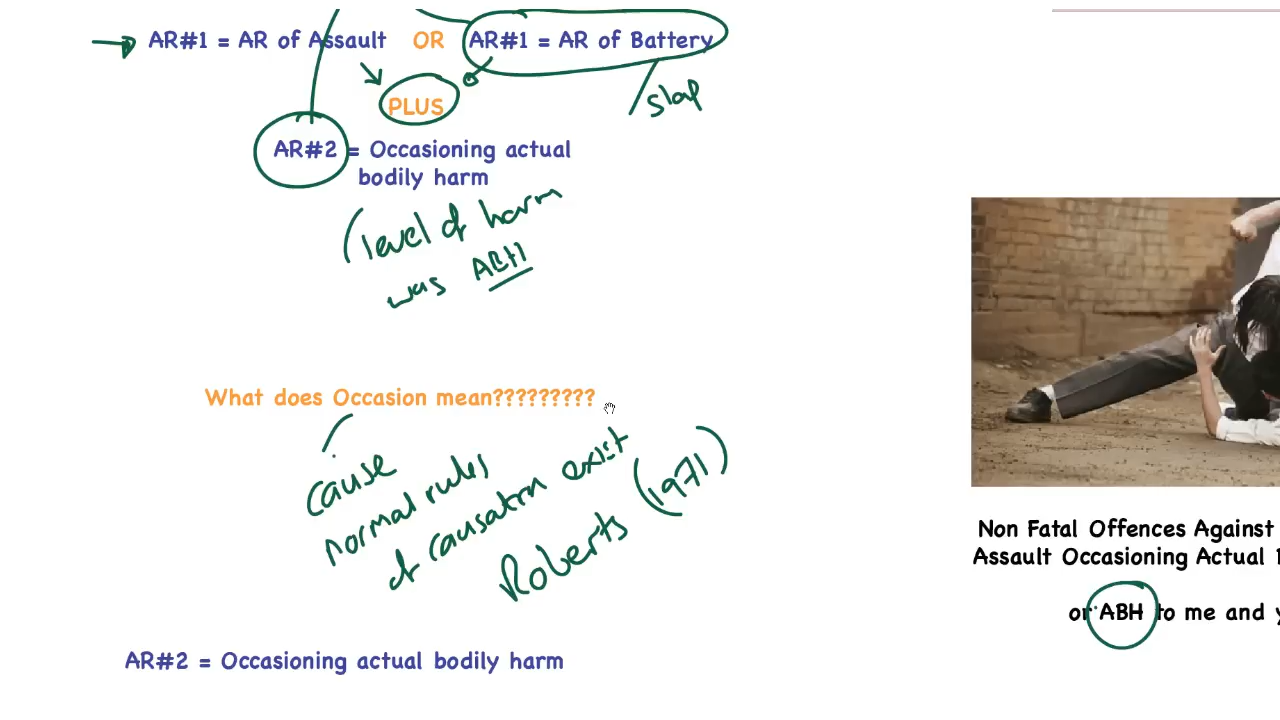 AR#1 = AR of Assault OR AR#1 = AR of Battery
PLUS
slap
AR#2 = Occasioning actual
bodily harm
(level of harm
was ABH
What does Occasion mean?????????
cause
normal rules
of causation exist
Roberts (1971)
Non Fatal Offences Against
Assault Occasioning Actual
or ABH to me and
AR#2 = Occasioning actual bodily harm